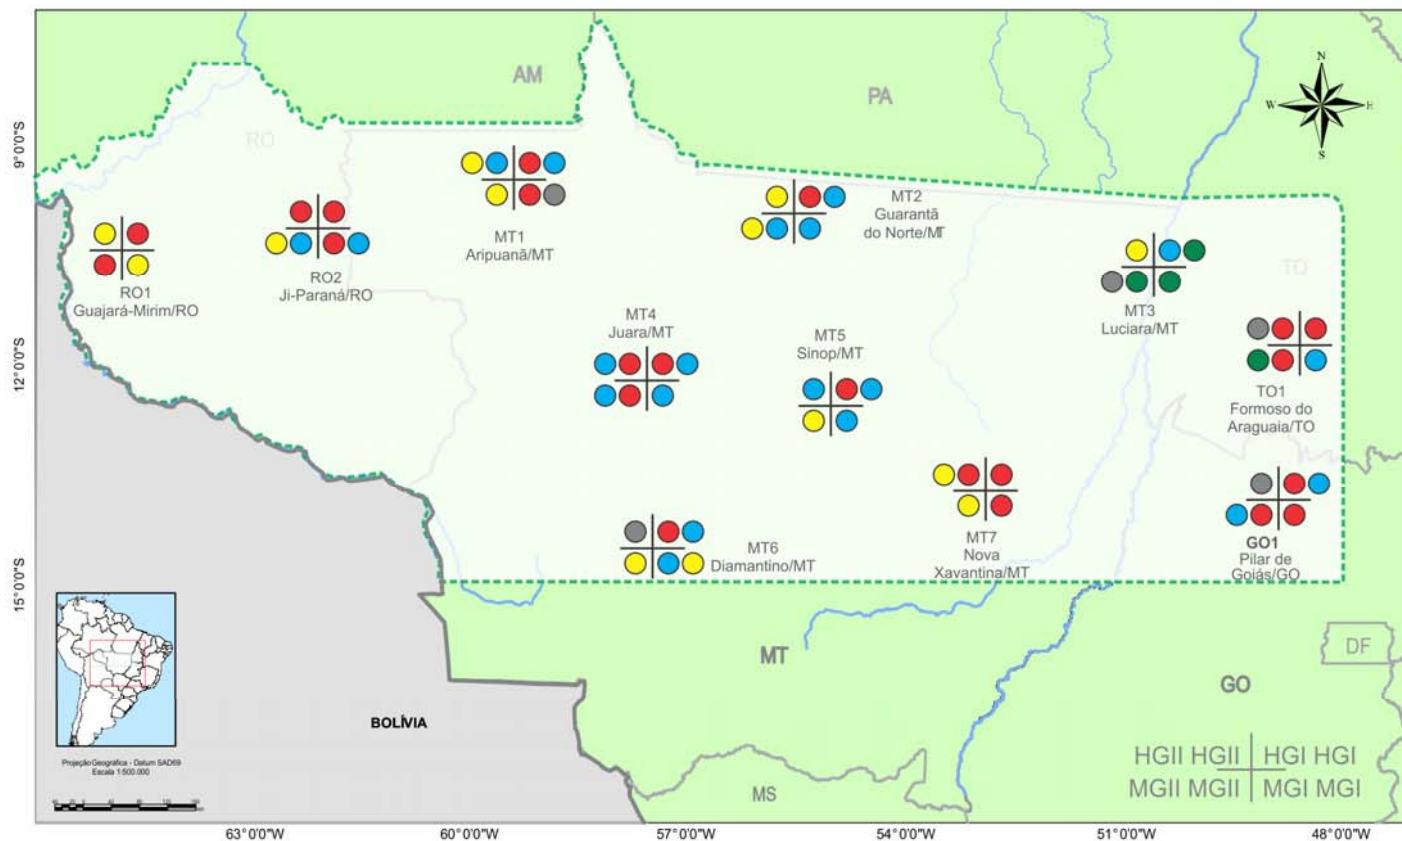 N
W
E
S
AM
PA
RO
TO
9°0'0"S
12°0'0"S
15°0'0"S
MT1
Aripuanã/MT
MT2
Guarantã
do Norte/MT
RO1
Guajará-Mirim/RO
RO2
Ji-Paraná/RO
MT3
Luciara/MT
MT4
Juara/MT
MT5
Sinop/MT
TO1
Formoso do
Araguaia/TO
MT6
Diamantino/MT
MT7
Nova
Xavantina/MT
GO1
Pilar de
Goiás/GO
MT
GO
DF
BOLÍVIA
MS
Projeção Geográfica - Datum SAD69
Escala 1:500.000
HGII HGII HGI HGI
MGII MGII MGI MGI
63°0'0"W
60°0'0"W
57°0'0"W
54°0'0"W
51°0'0"W
48°0'0"W